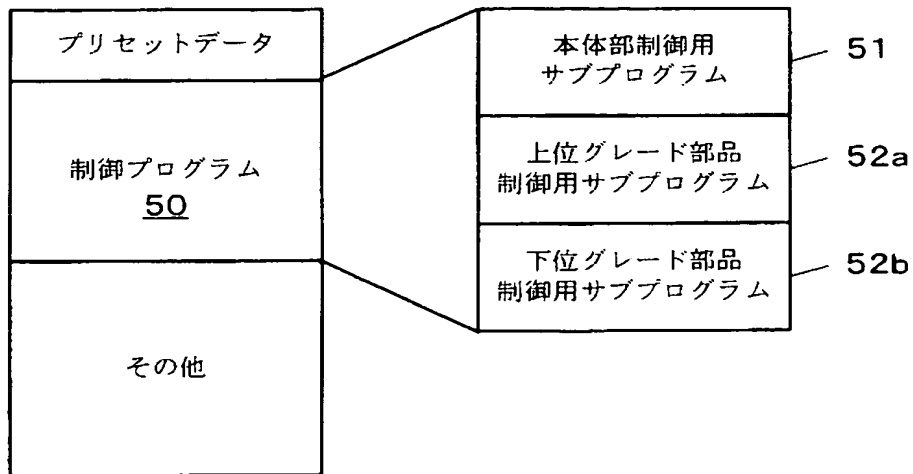 プリセットデータ
制御プログラム
50
その他
本体部制御用
サブプログラム
51
上位グレード部品
制御用サブプログラム
52a
下位グレード部品
制御用サブプログラム
52b